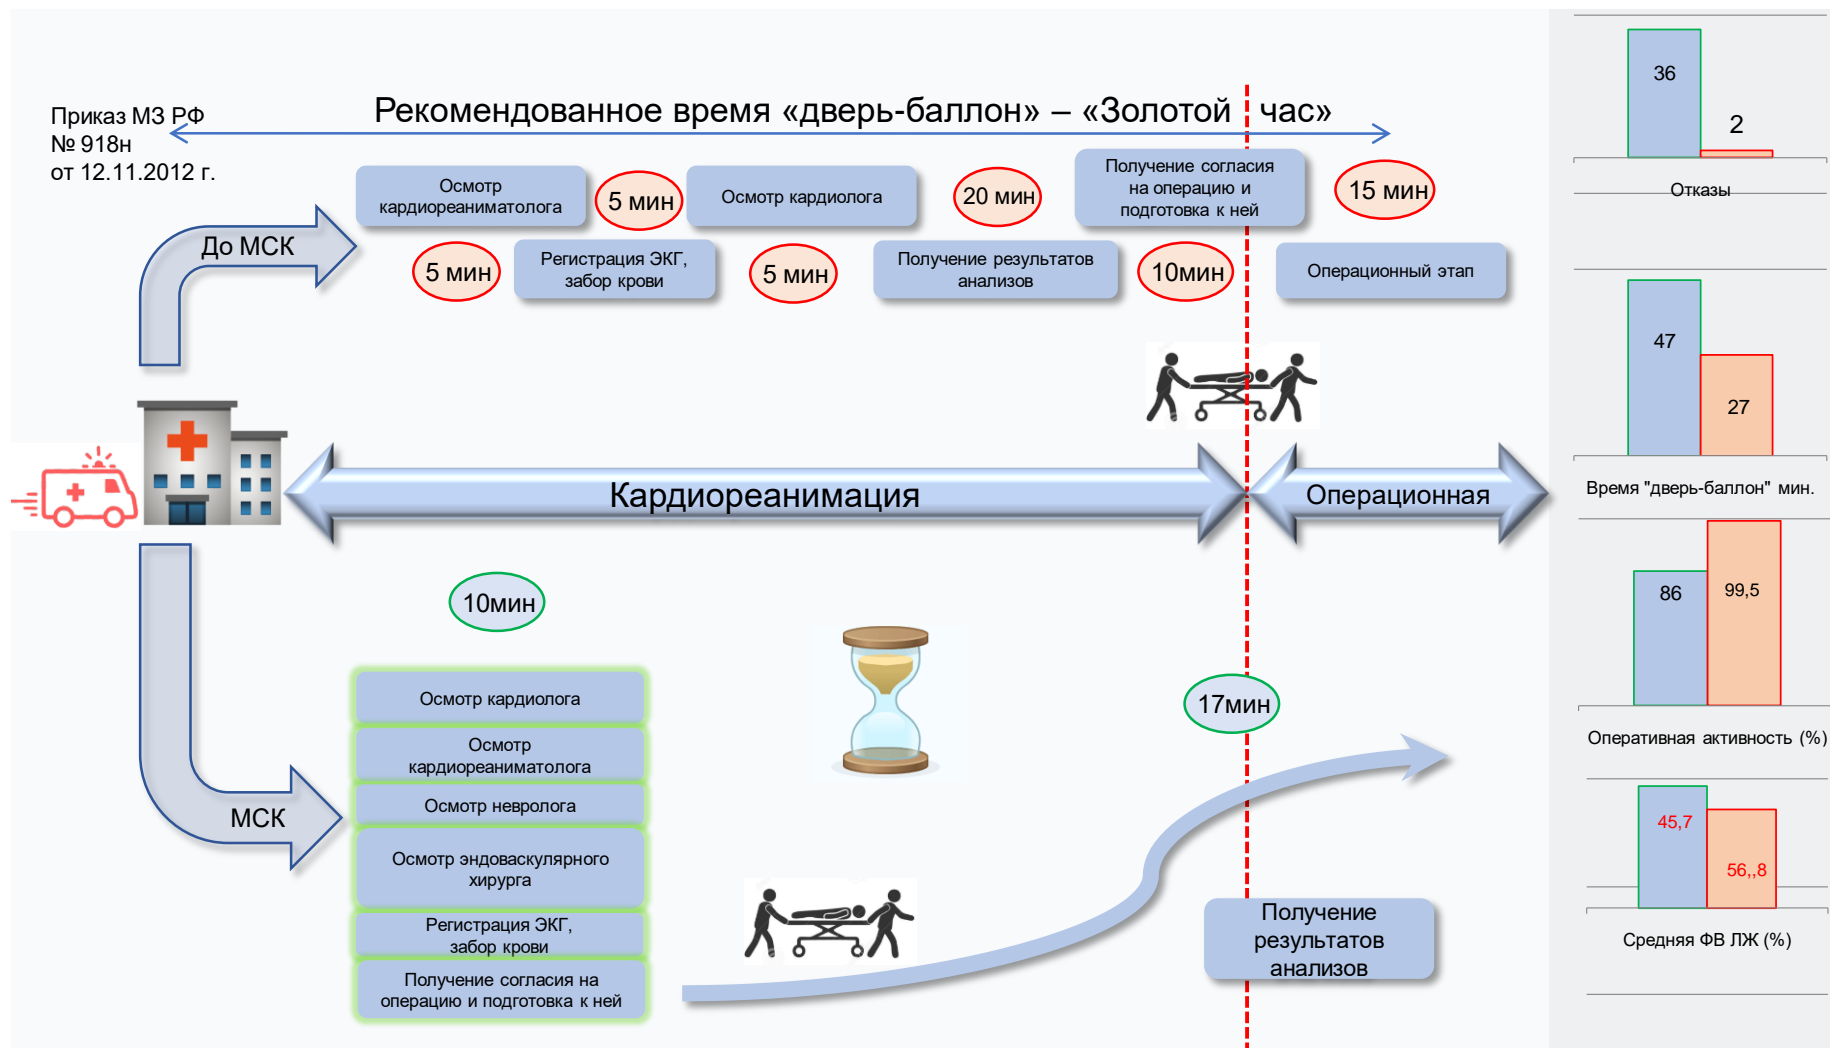 Приказ МЗ РФ
№ 918н
от 12.11.2012 г.
Рекомендованное время «дверь-баллон» – «Золотой час»
До МСК
Осмотр
кардиореаниматолога
5 мин
Осмотр кардиолога
20 мин
Получение согласия
на операцию и
подготовка к ней
15 мин
5 мин
Регистрация ЭКГ,
забор крови
5 мин
Получение результатов
анализов
10мин
Операционный этап
Кардиореанимация
Операционная
10мин
17мин
МСК
Осмотр кардиолога
Осмотр
кардиореаниматолога
Осмотр невролога
Осмотр эндоваскулярного
хирурга
Регистрация ЭКГ,
забор крови
Получение согласия на
операцию и подготовка к ней
Получение
результатов
анализов
36
2
Отказы
47
27
Время "дверь-баллон" мин.
86
99,5
Оперативная активность (%)
45,7
56,,8
Средняя ФВ ЛЖ (%)